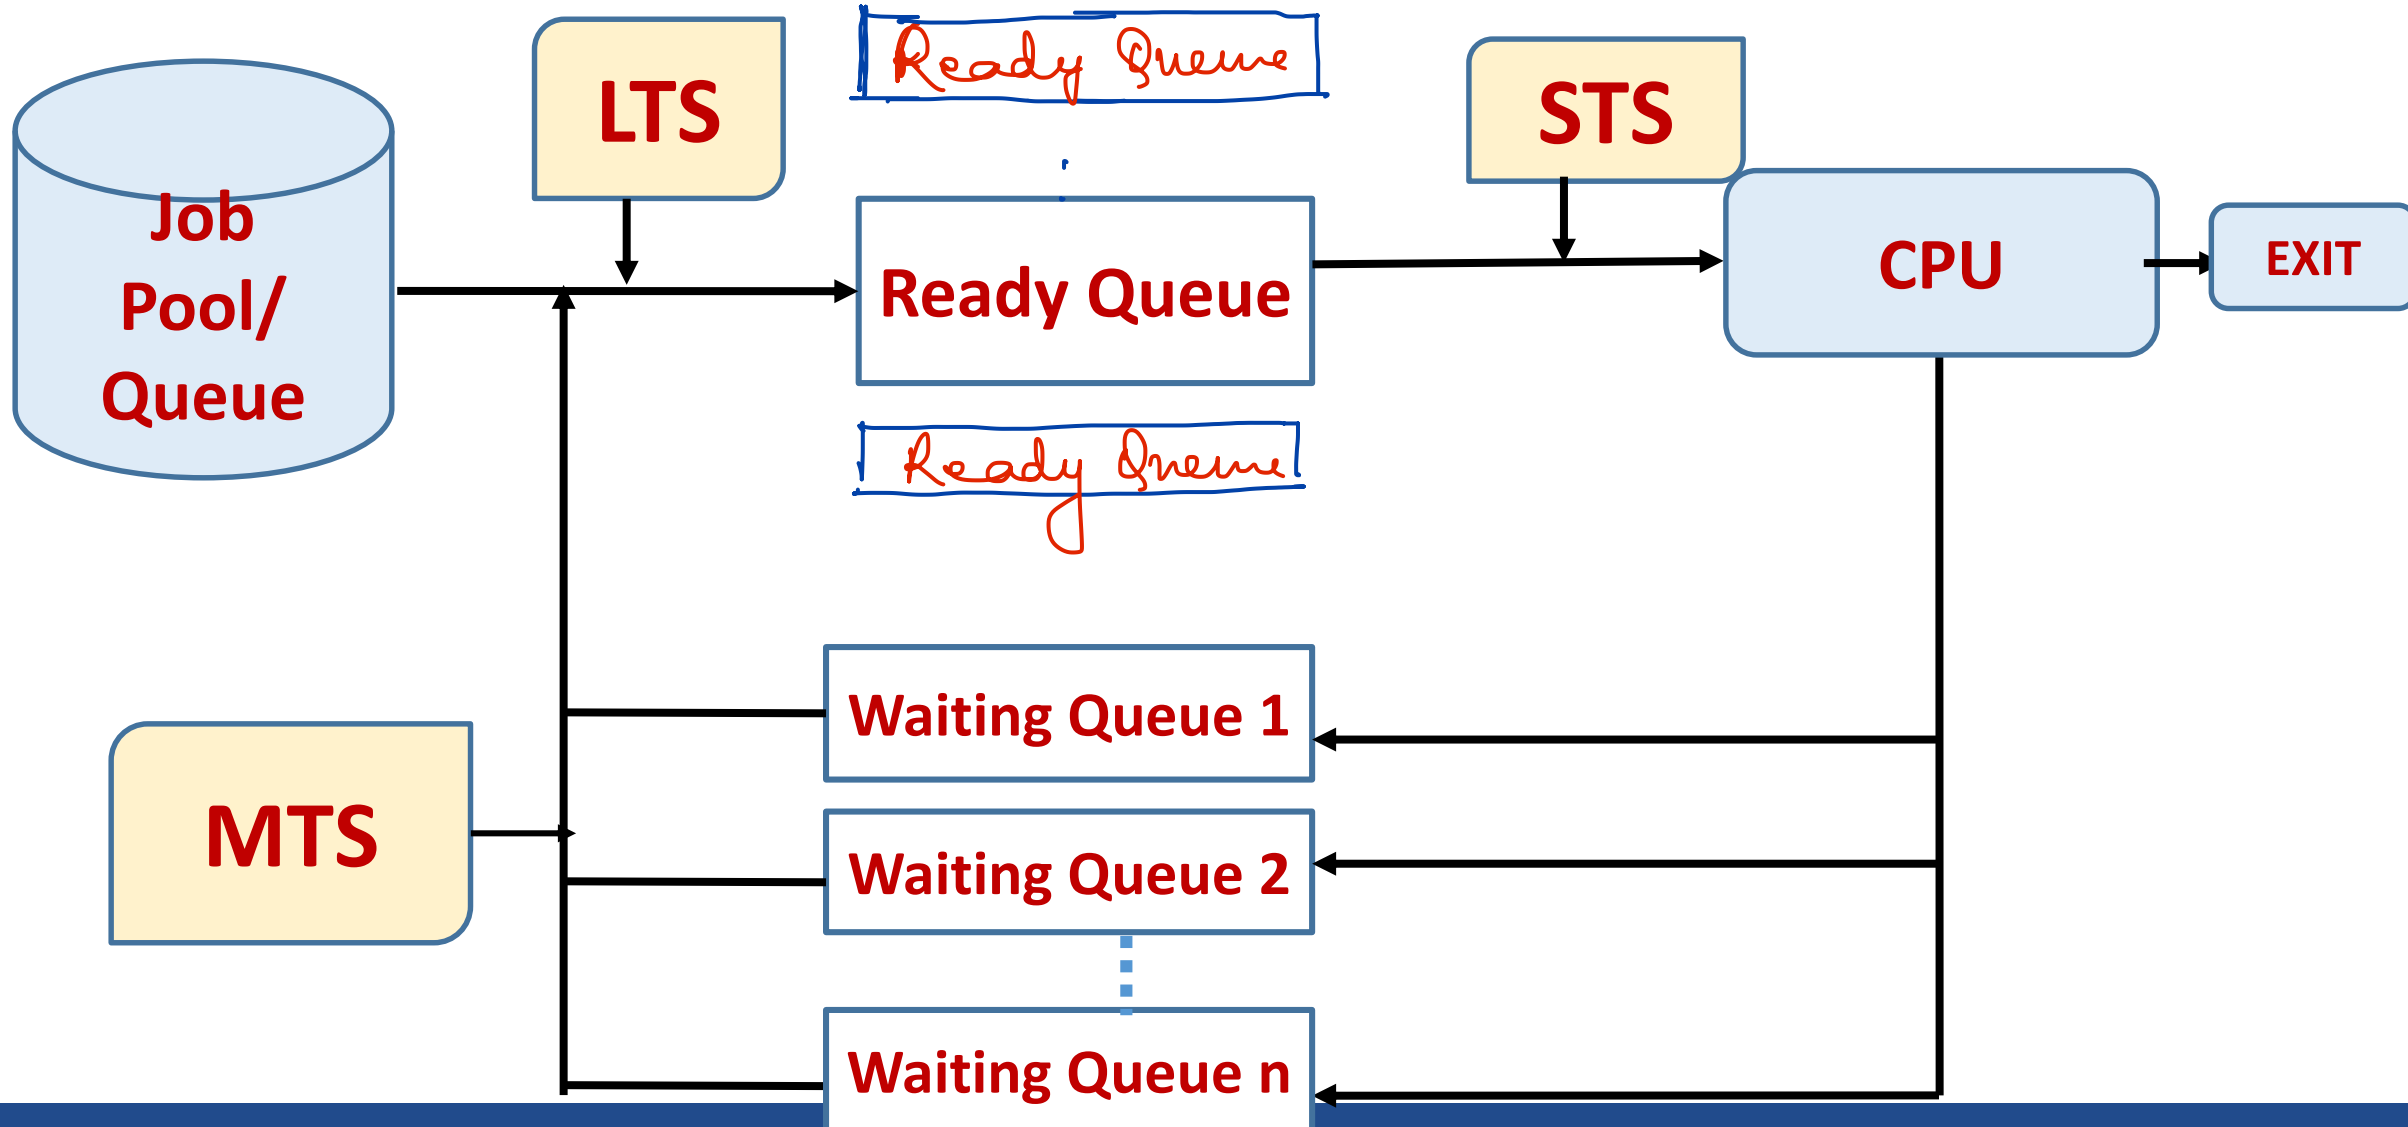 Ready Queue
LTS
STS
Job
Pool/
Queue
Ready Queue
CPU
EXIT
Ready Queue
Waiting Queue 1
MTS
Waiting Queue 2
Waiting Queue n